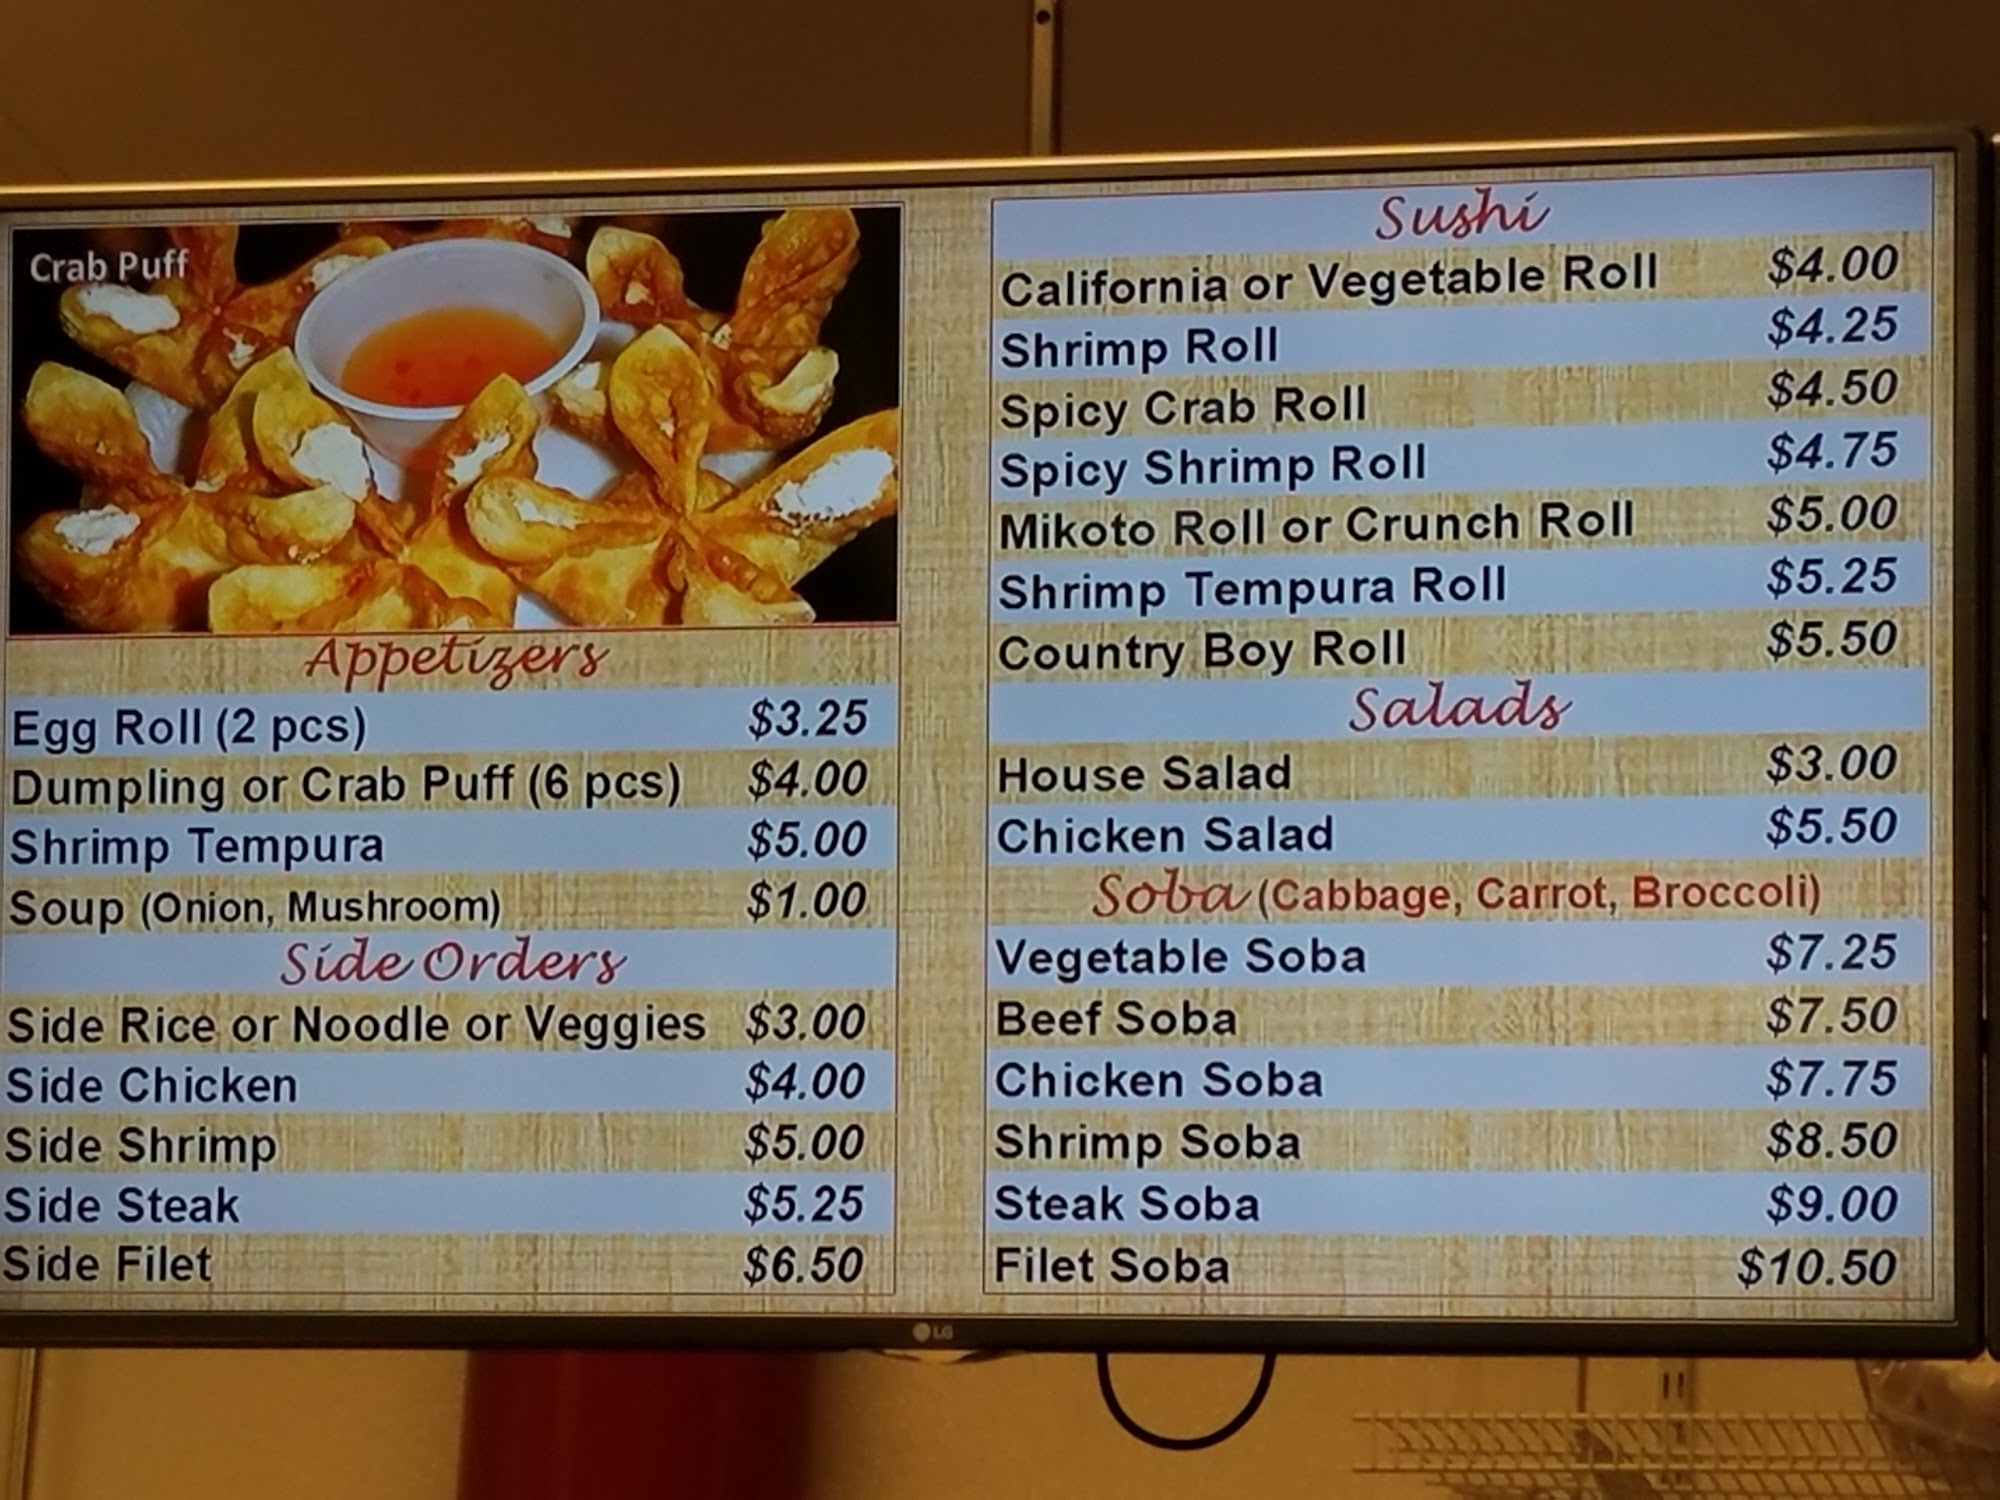 Crab Puff
Appetizers
Egg Roll (2 pcs) $3.25
Dumpling or Crab Puff (6 pcs) $4.00
Shrimp Tempura $5.00
Soup (Onion, Mushroom) $1.00
Side Orders
Side Rice or Noodle or Veggies $3.00
Side Chicken $4.00
Side Shrimp $5.00
Side Steak $5.25
Side Filet $6.50
Sushi
California or Vegetable Roll $4.00
Shrimp Roll $4.25
Spicy Crab Roll $4.50
Spicy Shrimp Roll $4.75
Mikoto Roll or Crunch Roll $5.00
Shrimp Tempura Roll $5.25
Country Boy Roll $5.50
Salads
House Salad $3.00
Chicken Salad $5.50
Soba (Cabbage, Carrot, Broccoli)
Vegetable Soba $7.25
Beef Soba $7.50
Chicken Soba $7.75
Shrimp Soba $8.50
Steak Soba $9.00
Filet Soba $10.50
LG